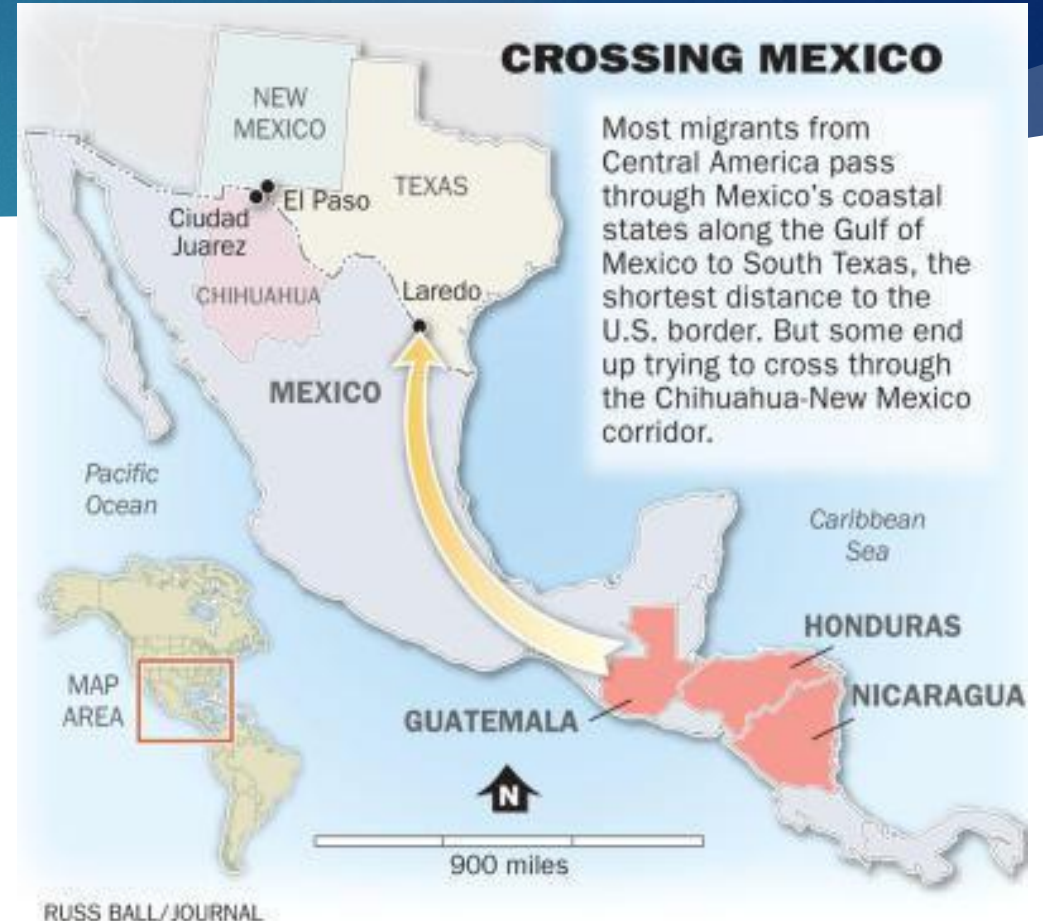 CROSSING MEXICO
Most migrants from
Central America pass
through Mexico's coastal
states along the Gulf of
Mexico to South Texas, the
shortest distance to the
U.S. border. But some end
up trying to cross through
the Chihuahua-New Mexico
corridor.
NEW
MEXICO
TEXAS
El Paso
Ciudad
Juarez
CHIHUAHUA
Laredo
MEXICO
Pacific
Ocean
Caribbean
Sea
HONDURAS
NICARAGUA
GUATEMALA
MAP
AREA
N
900 miles
RUSS BALL/JOURNAL